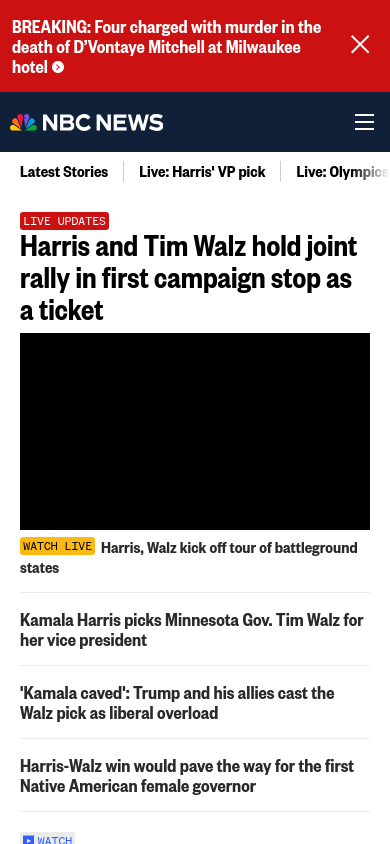 BREAKING: Four charged with murder in the
death of D’Vontaye Mitchell at Milwaukee
hotel
NBC NEWS
Latest Stories
Live: Harris' VP pick
Live: Olympics
LIVE UPDATES
Harris and Tim Walz hold joint
rally in first campaign stop as
a ticket
WATCH LIVE Harris, Walz kick off tour of battleground
states
Kamala Harris picks Minnesota Gov. Tim Walz for
her vice president
'Kamala caved': Trump and his allies cast the
Walz pick as liberal overload
Harris-Walz win would pave the way for the first
Native American female governor
WATCH